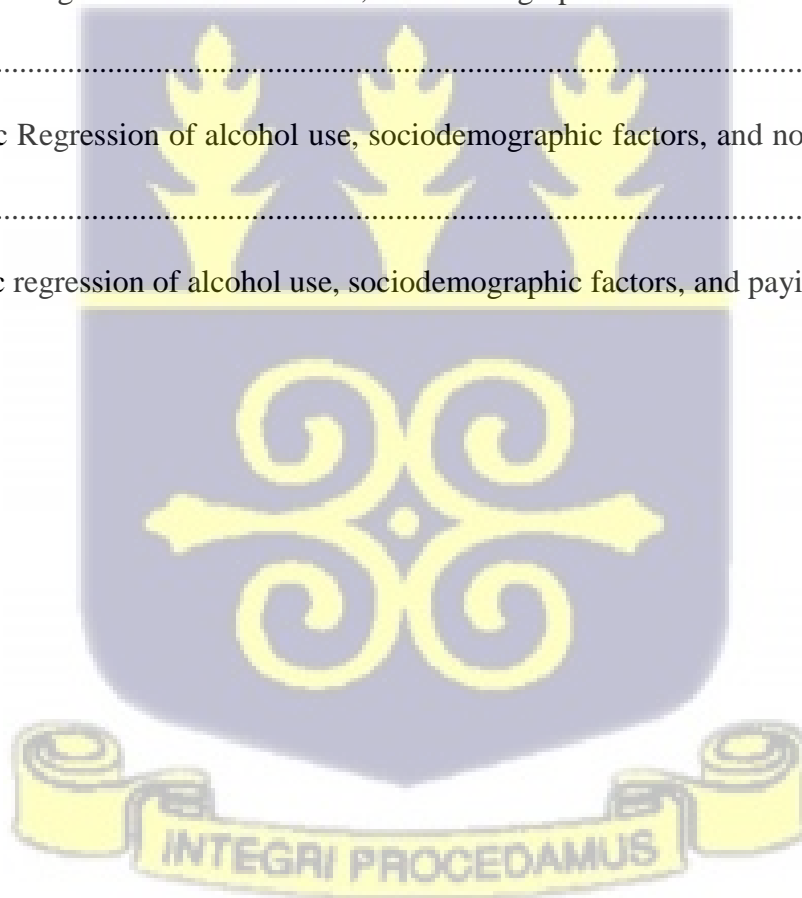 ..........................................................................................................
c Regression of alcohol use, sociodemographic factors, and no
..........................................................................................................
c regression of alcohol use, sociodemographic factors, and payi
INTEGRI PROCEDAMUS